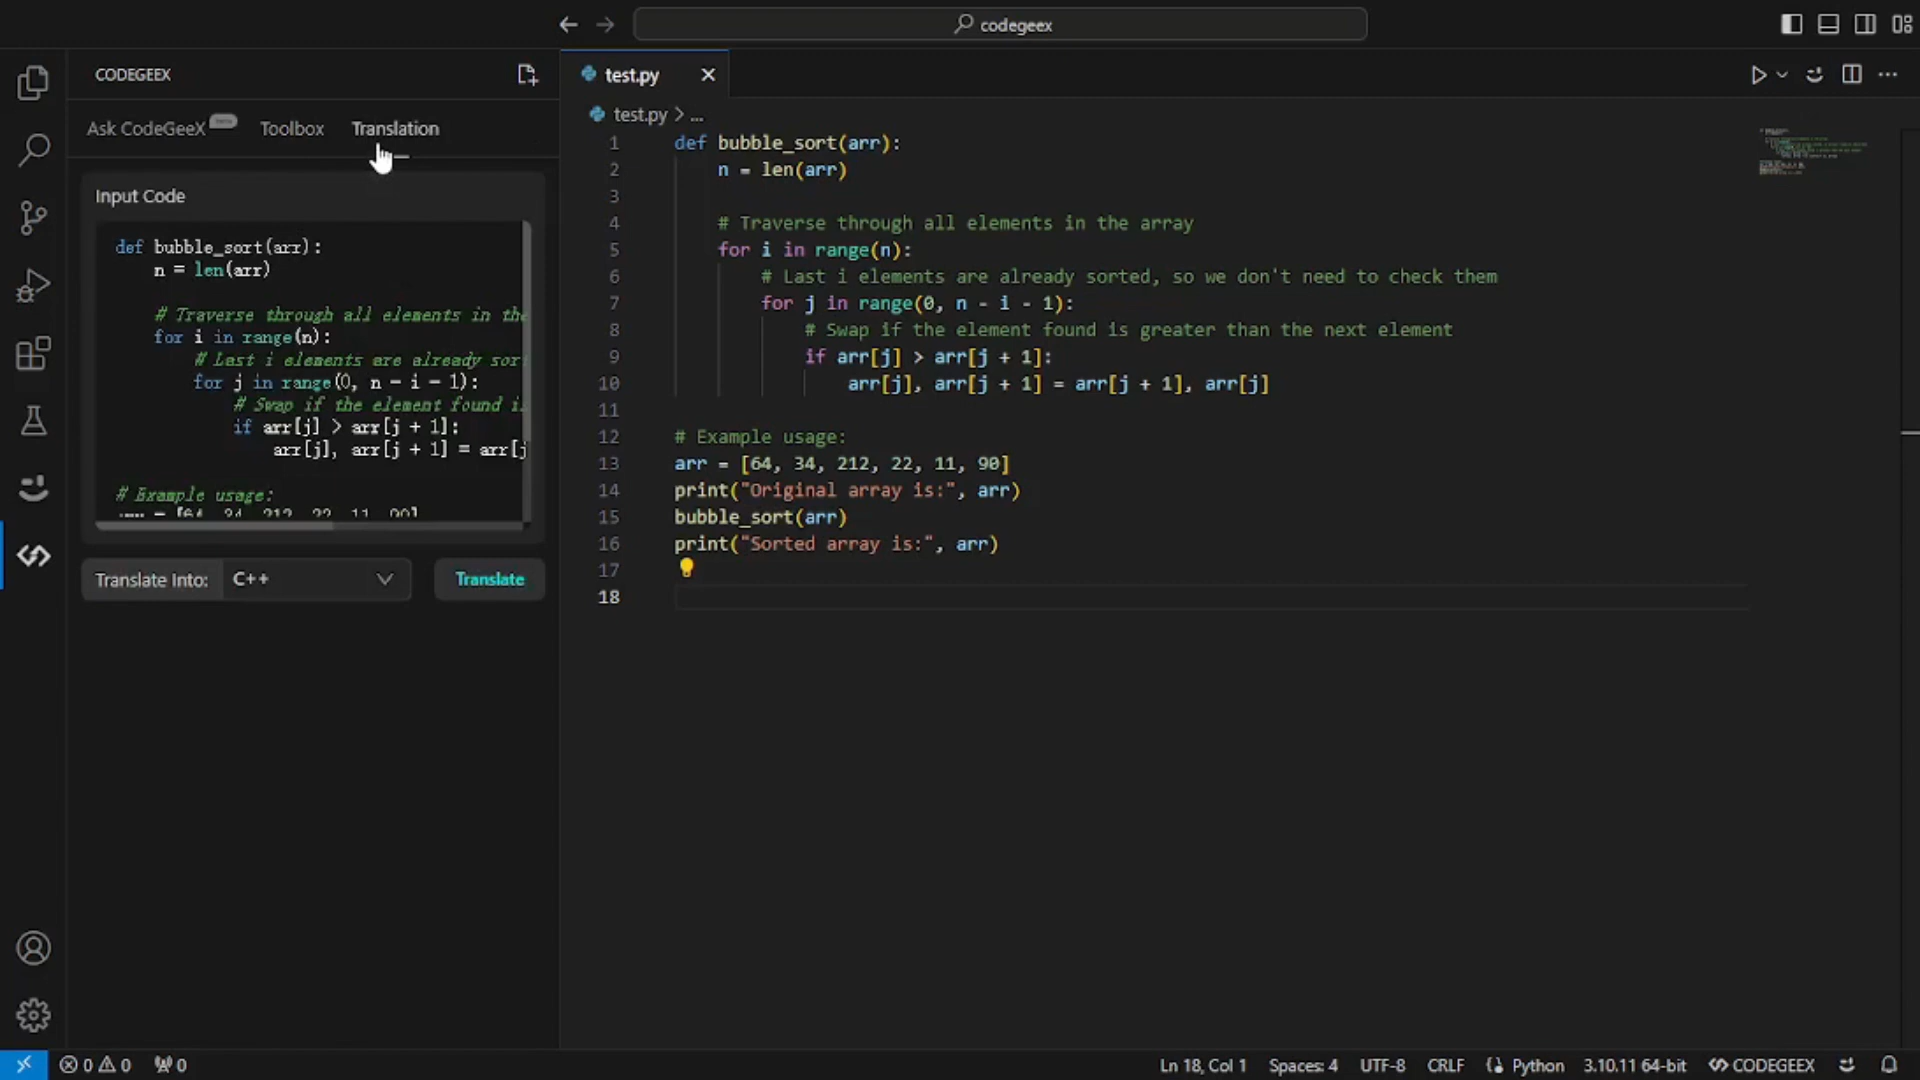 codegeex
CODEGEEX
Ask CodeGeeX
Toolbox
Translation
Input Code
def bubble_sort(arr):
    n = len(arr)
    # Traverse through all elements in the
    for i in range(n):
        # Last i elements are already sor
        for j in range(0, n - i - 1):
            # Swap if the element found i
            if arr[j] > arr[j + 1]:
                arr[j], arr[j + 1] = arr[j
# Example usage:
arr = [64, 34, 212, 22, 11, 90]
Translate Into: C++
Translate
test.py
test.py > ...
1 def bubble_sort(arr):
2     n = len(arr)
3
4     # Traverse through all elements in the array
5     for i in range(n):
6         # Last i elements are already sorted, so we don't need to check them
7         for j in range(0, n - i - 1):
8             # Swap if the element found is greater than the next element
9             if arr[j] > arr[j + 1]:
10                 arr[j], arr[j + 1] = arr[j + 1], arr[j]
11
12 # Example usage:
13 arr = [64, 34, 212, 22, 11, 90]
14 print("Original array is:", arr)
15 bubble_sort(arr)
16 print("Sorted array is:", arr)
17
18
0 0 0
Ln 18, Col 1
Spaces: 4
UTF-8
CRLF
Python
3.10.11 64-bit
CODEGEEX